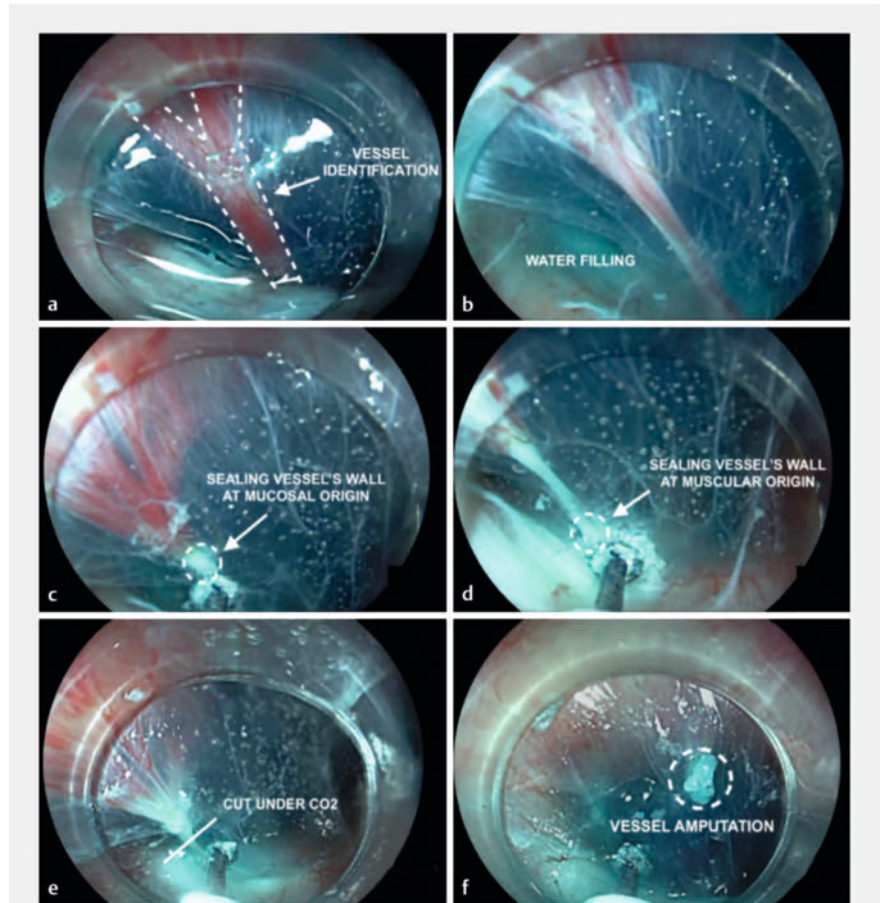 VESSEL
IDENTIFICATION
a
WATER FILLING
b
SEALING VESSEL'S WALL
AT MUCOSAL ORIGIN
c
SEALING VESSEL'S WALL
AT MUSCULAR ORIGIN
d
CUT UNDER CO2
e
VESSEL AMPUTATION
f